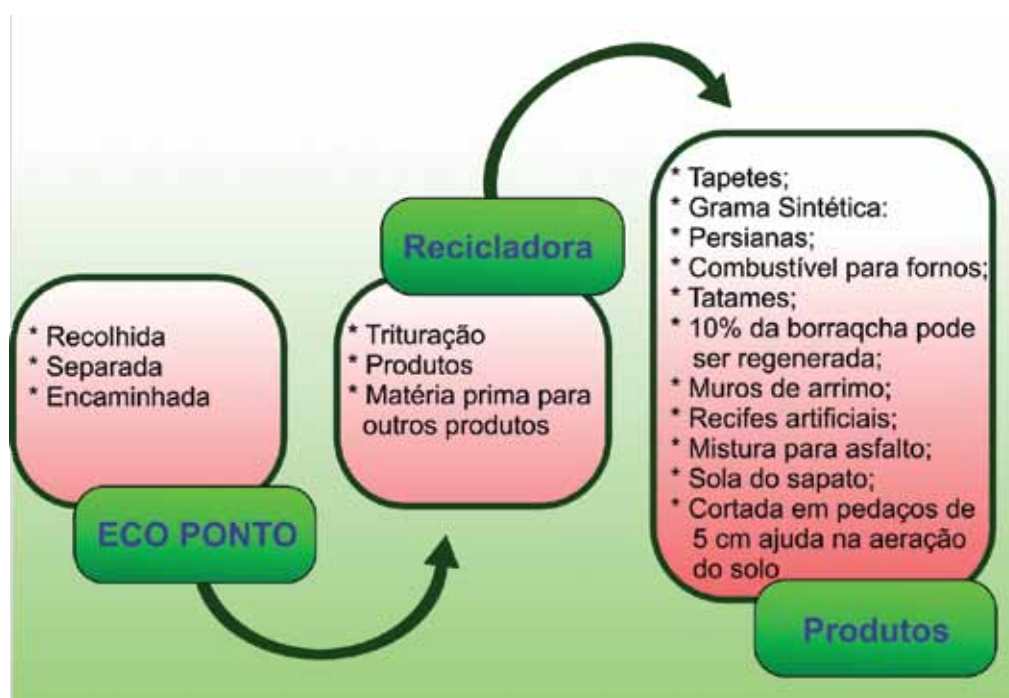 * Recolhida
* Separada
* Encaminhada
ECO PONTO
Recicladora
* Trituração
* Produtos
* Matéria prima para
outros produtos
* Tapetes;
* Grama Sintética:
* Persianas;
* Combustível para fornos;
* Tatames;
* 10% da borraqcha pode
ser regenerada;
* Muros de arrimo;
* Recifes artificiais;
* Mistura para asfalto;
* Sola do sapato;
* Cortada em pedaços de
5 cm ajuda na aeração
do solo
Produtos